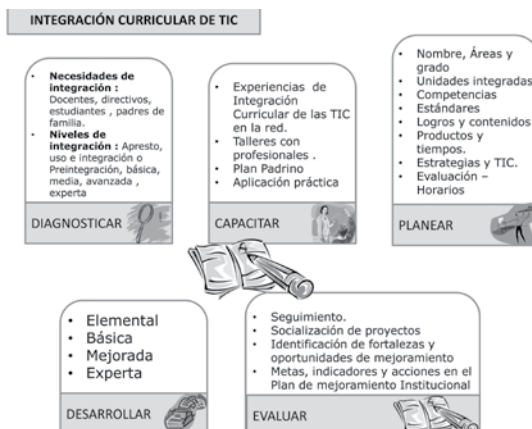 INTEGRACIÓN CURRICULAR DE TIC
Necesidades de
integración :
Docentes, directivos,
estudiantes , padres de
familia.
Niveles de
integración : Apresto,
uso e integración o
Preintegración, básica,
media, avanzada ,
experta
DIAGNOSTICAR
Experiencias de
Integración
Curricular de las TIC
en la red.
Talleres con
profesionales .
Plan Padrino
Aplicación práctica
CAPACITAR
Nombre, Áreas y
grado
Unidades integradas
Competencias
Estándares
Logros y contenidos
Productos y
tiempos.
Estrategias y TIC.
Evaluación –
Horarios
PLANEAR
Elemental
Básica
Mejorada
Experta
DESARROLLAR
Seguimiento.
Socialización de proyectos
Identificación de fortalezas y
oportunidades de mejoramiento
Metas, indicadores y acciones en el
Plan de mejoramiento Institucional
EVALUAR